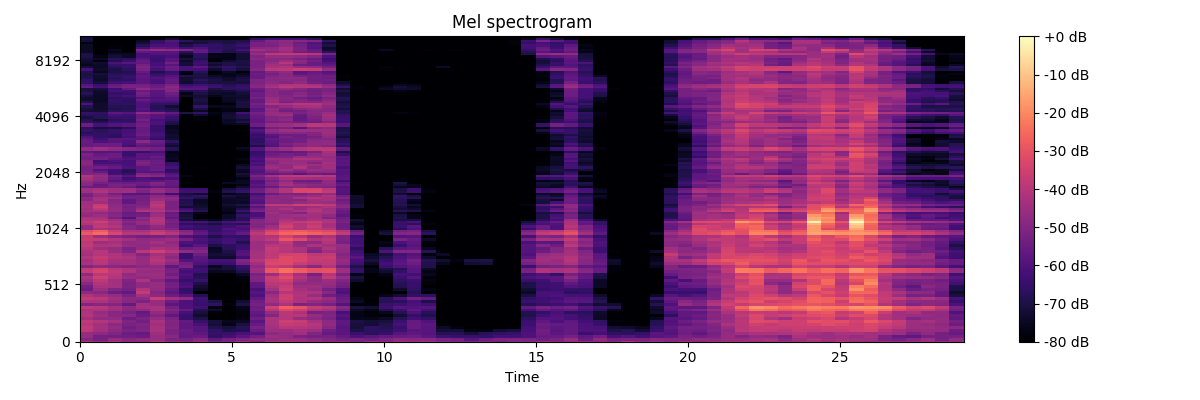 Mel spectrogram
8192
4096
2048
1024
512
0
Hz
0 5 10 15 20 25
Time
+0 dB
-10 dB
-20 dB
-30 dB
-40 dB
-50 dB
-60 dB
-70 dB
-80 dB